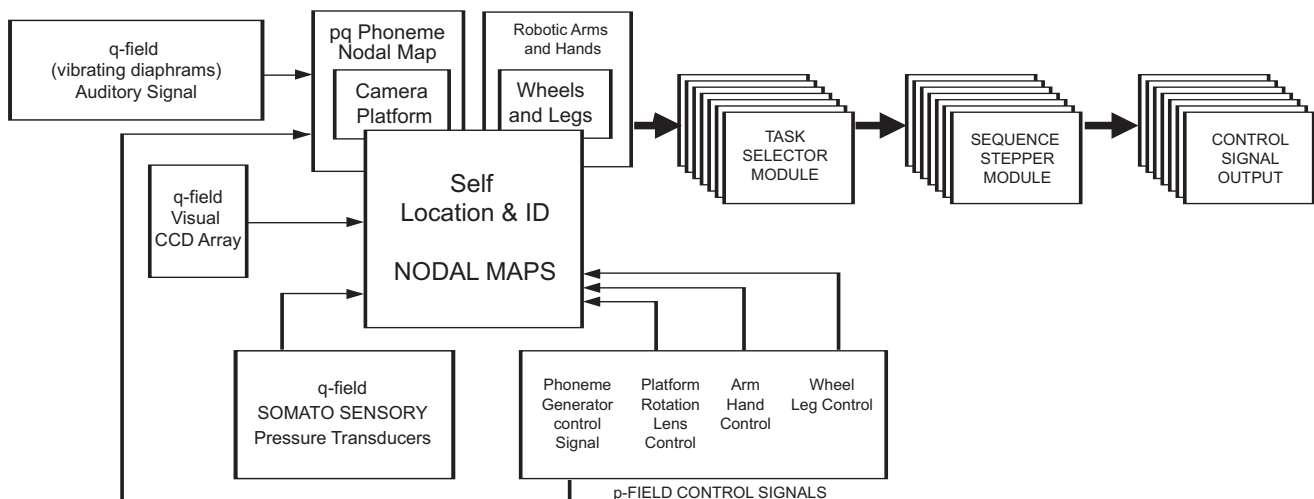 q-field
(vibrating diaphrams)
Auditory Signal
pq Phoneme
Nodal Map
Camera
Platform
Robotic Arms
and Hands
Wheels
and Legs
Self
Location & ID
NODAL MAPS
TASK
SELECTOR
MODULE
SEQUENCE
STEPPER
MODULE
CONTROL
SIGNAL
OUTPUT
q-field
Visual
CCD Array
q-field
SOMATO SENSORY
Pressure Transducers
Phoneme
Generator
control
Signal
Platform
Rotation
Lens
Control
Arm
Hand
Control
Wheel
Leg Control
p-FIELD CONTROL SIGNALS